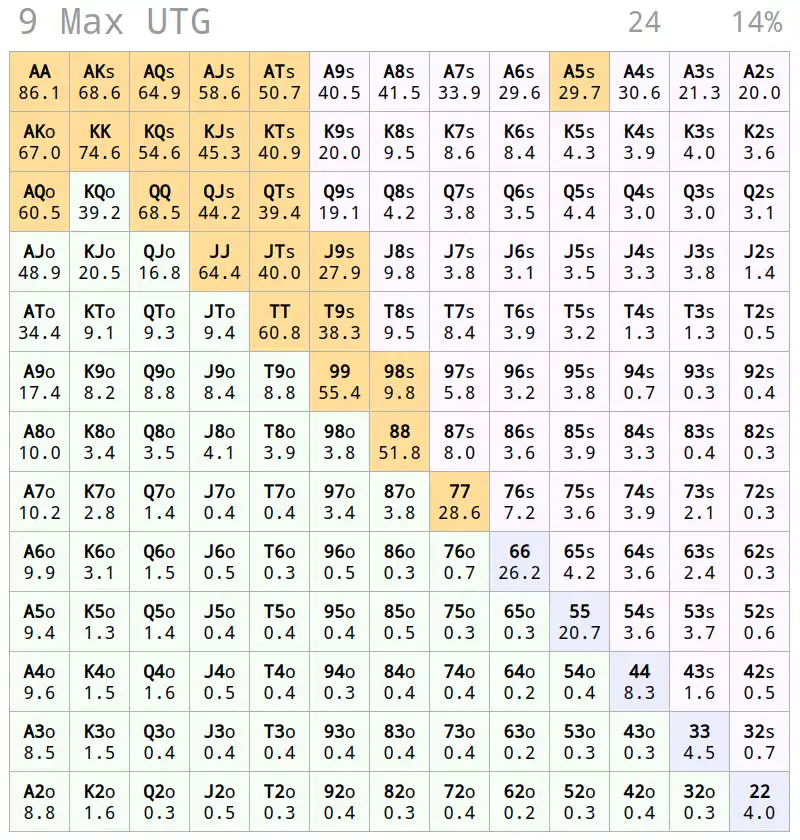 9 Max UTG 24 14%
AA AKs AQs AJs ATs A9s A8s A7s A6s A5s A4s A3s A2s
86.1 68.6 64.9 58.6 50.7 40.5 41.5 33.9 29.6 29.7 30.6 21.3 20.0
AKo KK KQs KJs KTs K9s K8s K7s K6s K5s K4s K3s K2s
67.0 74.6 54.6 45.3 40.9 20.0 9.5 8.6 8.4 4.3 3.9 4.0 3.6
AQo KQo QQ QJs QTs Q9s Q8s Q7s Q6s Q5s Q4s Q3s Q2s
60.5 39.2 68.5 44.2 39.4 19.1 4.2 3.8 3.5 4.4 3.0 3.0 3.1
AJo KJo QJo JJ JTs J9s J8s J7s J6s J5s J4s J3s J2s
48.9 20.5 16.8 64.4 40.0 27.9 9.8 3.8 3.1 3.5 3.3 3.8 1.4
ATo KTo QTo JTo TT T9s T8s T7s T6s T5s T4s T3s T2s
34.4 9.1 9.3 9.4 60.8 38.3 9.5 8.4 3.9 3.2 1.3 1.3 0.5
A9o K9o Q9o J9o T9o 99 98s 97s 96s 95s 94s 93s 92s
17.4 8.2 8.8 8.4 8.8 55.4 9.8 5.8 3.2 3.8 0.7 0.3 0.4
A8o K8o Q8o J8o T8o 98o 88 87s 86s 85s 84s 83s 82s
10.0 3.4 3.5 4.1 3.9 3.8 51.8 8.0 3.6 3.9 3.3 0.4 0.3
A7o K7o Q7o J7o T7o 97o 87o 77 76s 75s 74s 73s 72s
10.2 2.8 1.4 0.4 0.4 3.4 3.8 28.6 7.2 3.6 3.9 2.1 0.3
A6o K6o Q6o J6o T6o 96o 86o 76o 66 65s 64s 63s 62s
9.9 3.1 1.5 0.5 0.3 0.5 0.3 0.7 26.2 4.2 3.6 2.4 0.3
A5o K5o Q5o J5o T5o 95o 85o 75o 65o 55 54s 53s 52s
9.4 1.3 1.4 0.4 0.4 0.4 0.5 0.3 0.3 20.7 3.6 3.7 0.6
A4o K4o Q4o J4o T4o 94o 84o 74o 64o 54o 44 43s 42s
9.6 1.5 1.6 0.5 0.4 0.3 0.4 0.4 0.2 0.4 8.3 1.6 0.5
A3o K3o Q3o J3o T3o 93o 83o 73o 63o 53o 43o 33 32s
8.5 1.5 0.4 0.4 0.4 0.4 0.4 0.4 0.2 0.3 0.3 4.5 0.7
A2o K2o Q2o J2o T2o 92o 82o 72o 62o 52o 42o 32o 22
8.8 1.6 0.3 0.5 0.3 0.4 0.3 0.4 0.2 0.3 0.4 0.3 4.0